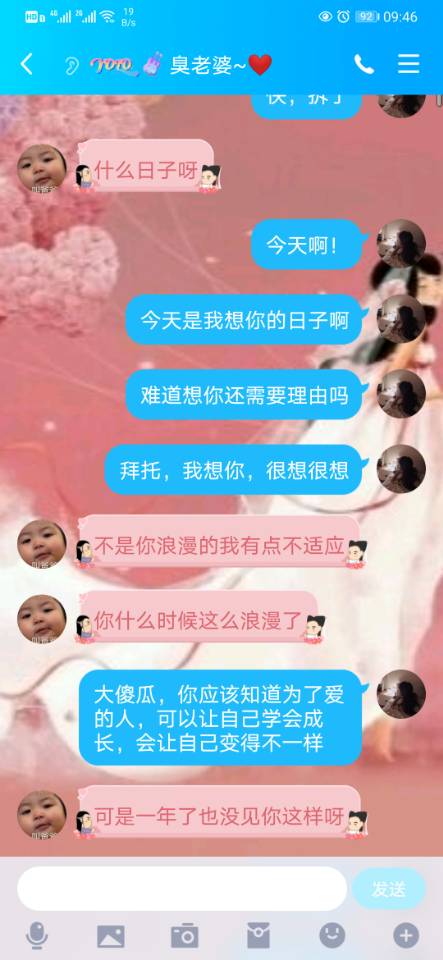 HD 4G 2G 19 B/s 92 09:46
YOYO 臭老婆~❤
快，拆了
什么日子呀
今天啊！
今天是我想你的日子啊
难道想你还需要理由吗
拜托，我想你，很想很想
不是你浪漫的我有点不适应
你什么时候这么浪漫了
大傻瓜，你应该知道为了爱
的人，可以让自己学会成
长，会让自己变得不一样
可是一年了也没见你这样呀
发送